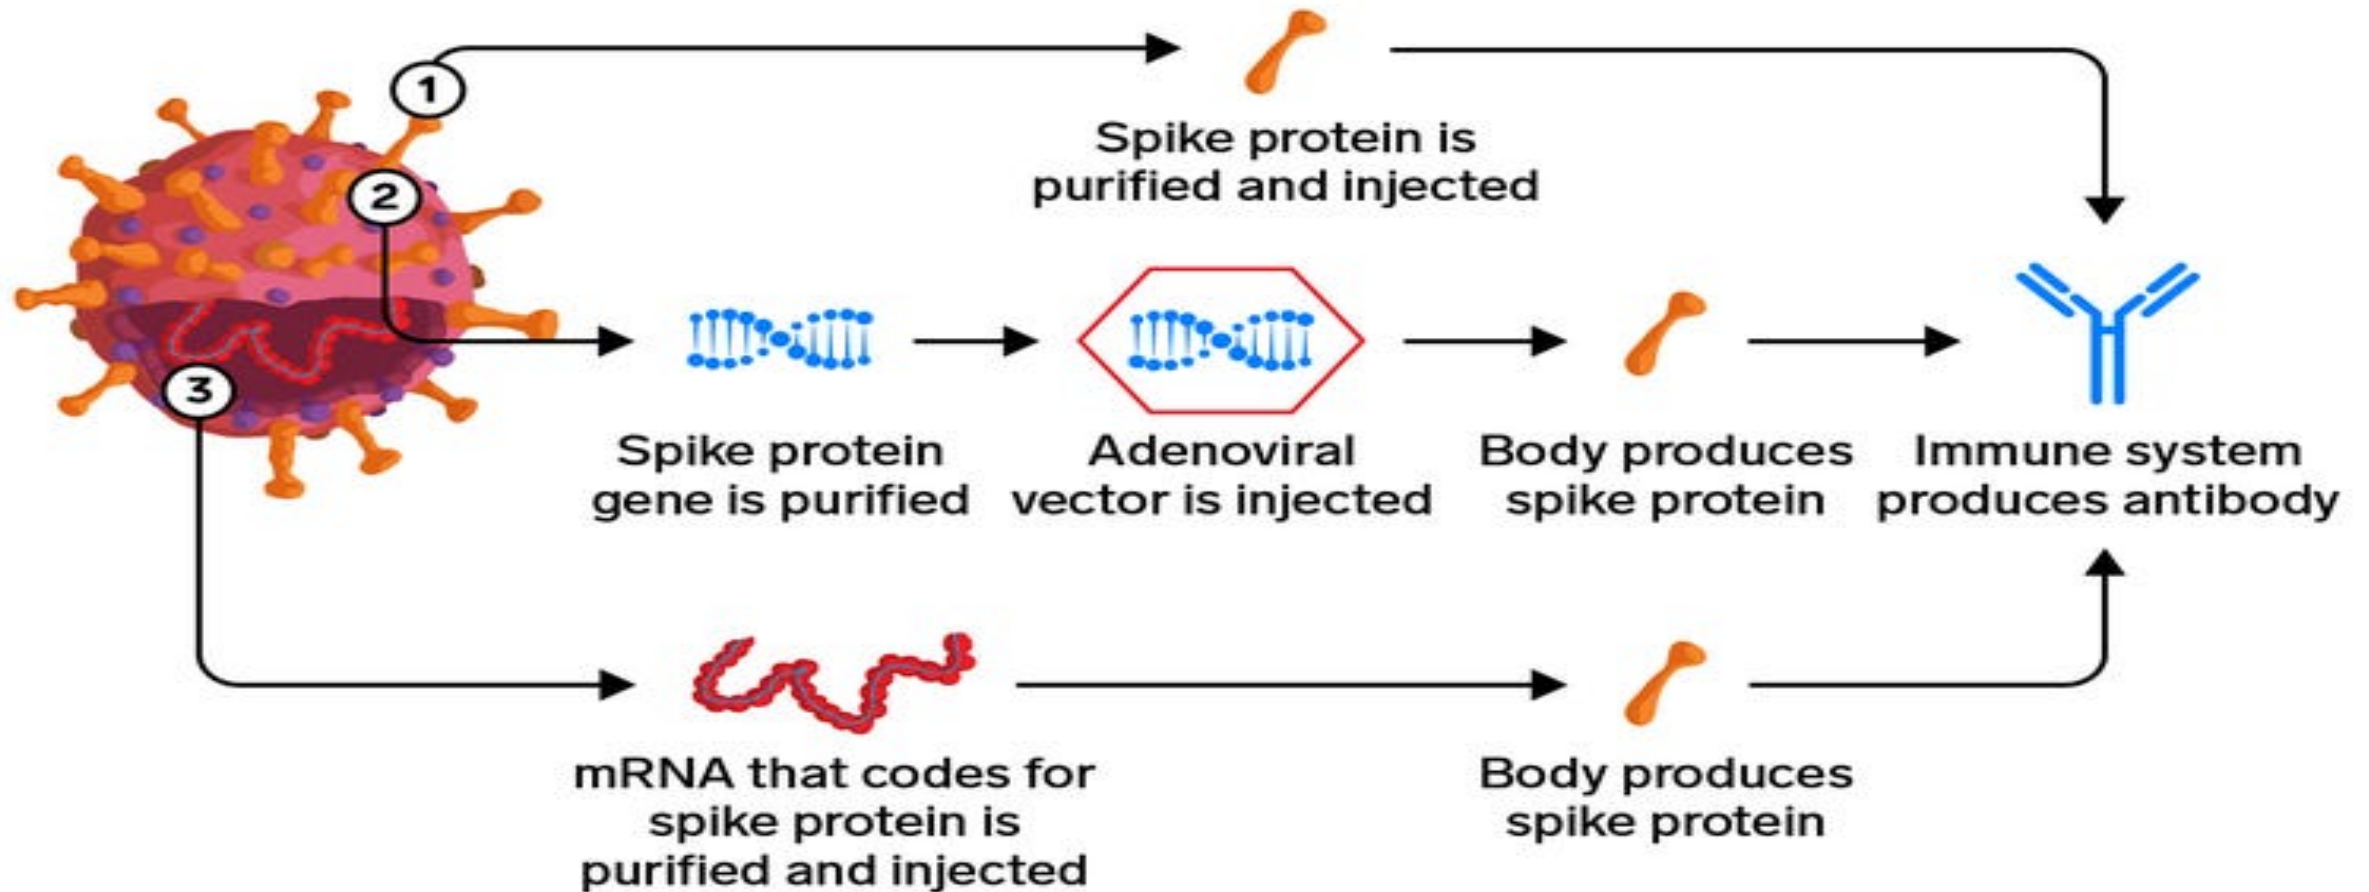 1
Spike protein is
purified and injected
2
Spike protein
gene is purified
Adenoviral
vector is injected
Body produces
spike protein
Immune system
produces antibody
3
mRNA that codes for
spike protein is
purified and injected
Body produces
spike protein